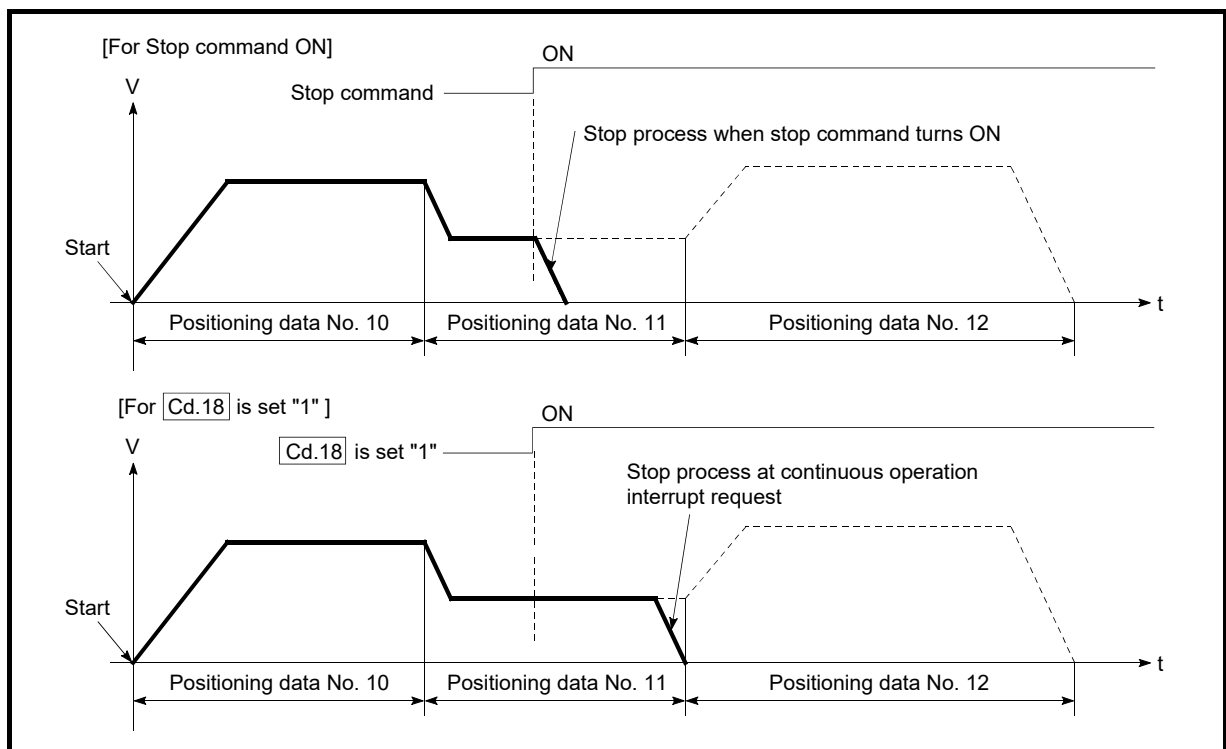 [For Stop command ON]
ON
V
Stop command
Stop process when stop command turns ON
Start
t
Positioning data No. 10
Positioning data No. 11
Positioning data No. 12
[For Cd.18 is set "1" ]
ON
V
Cd.18 is set "1"
Stop process at continuous operation
interrupt request
Start
t
Positioning data No. 10
Positioning data No. 11
Positioning data No. 12